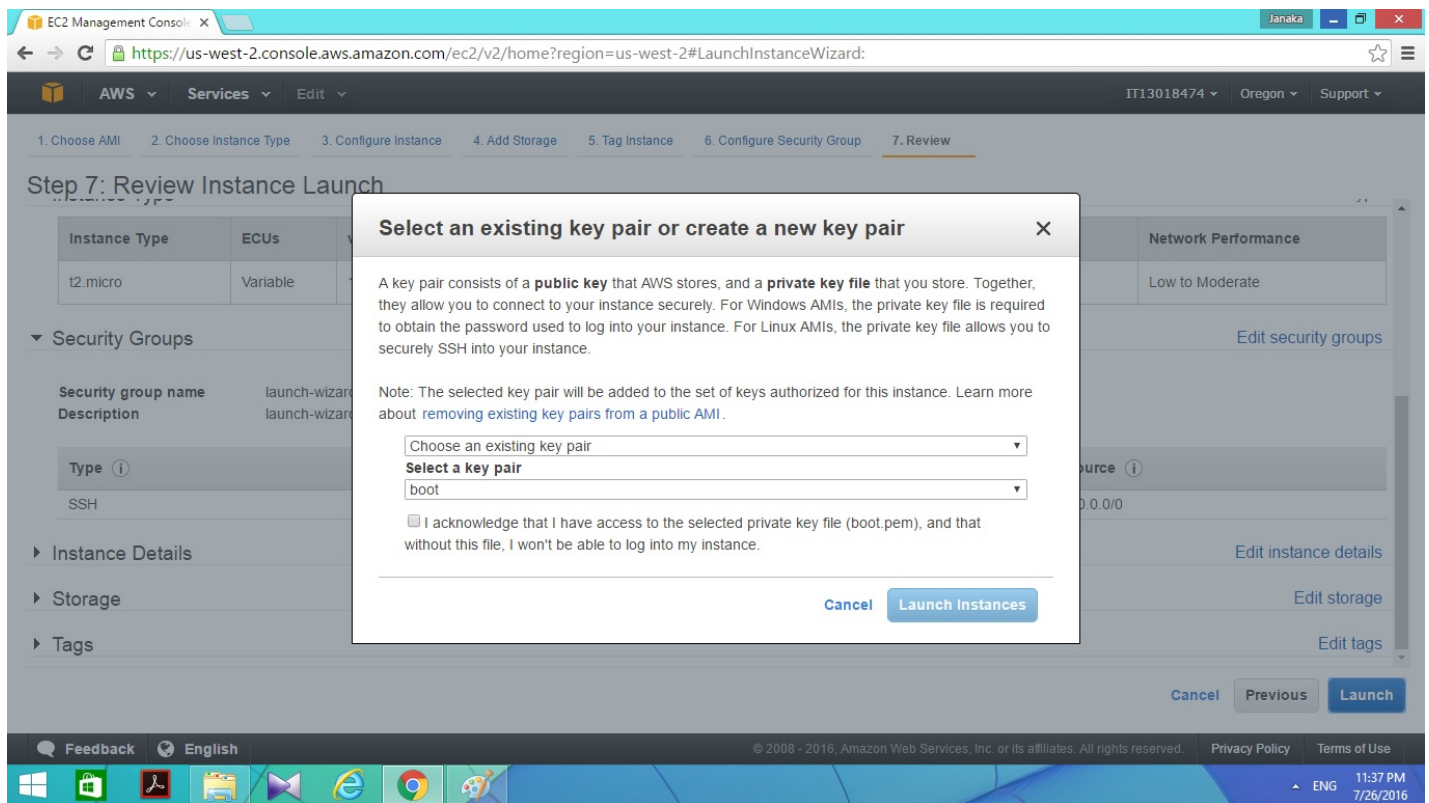 EC2 Management Console
Janaka
https://us-west-2.console.aws.amazon.com/ec2/v2/home?region=us-west-2#LaunchInstanceWizard:
AWS Services Edit IT13018474 Oregon Support
1. Choose AMI 2. Choose Instance Type 3. Configure Instance 4. Add Storage 5. Tag Instance 6. Configure Security Group 7. Review
Step 7: Review Instance Launch
Instance Type ECUs Network Performance
t2.micro Variable Low to Moderate
Security Groups Edit security groups
Security group name launch-wizard
Description launch-wizard
Type
SSH 0.0.0/0
Instance Details Edit instance details
Storage Edit storage
Tags Edit tags
Select an existing key pair or create a new key pair
A key pair consists of a public key that AWS stores, and a private key file that you store. Together,
they allow you to connect to your instance securely. For Windows AMIs, the private key file is required
to obtain the password used to log into your instance. For Linux AMIs, the private key file allows you to
securely SSH into your instance.
Note: The selected key pair will be added to the set of keys authorized for this instance. Learn more
about removing existing key pairs from a public AMI.
Choose an existing key pair
Select a key pair
boot
I acknowledge that I have access to the selected private key file (boot.pem), and that
without this file, I won't be able to log into my instance.
Cancel Launch Instances
Cancel Previous Launch
Feedback English © 2008 - 2016, Amazon Web Services, Inc. or its affiliates. All rights reserved. Privacy Policy Terms of Use
ENG 11:37 PM
7/26/2016